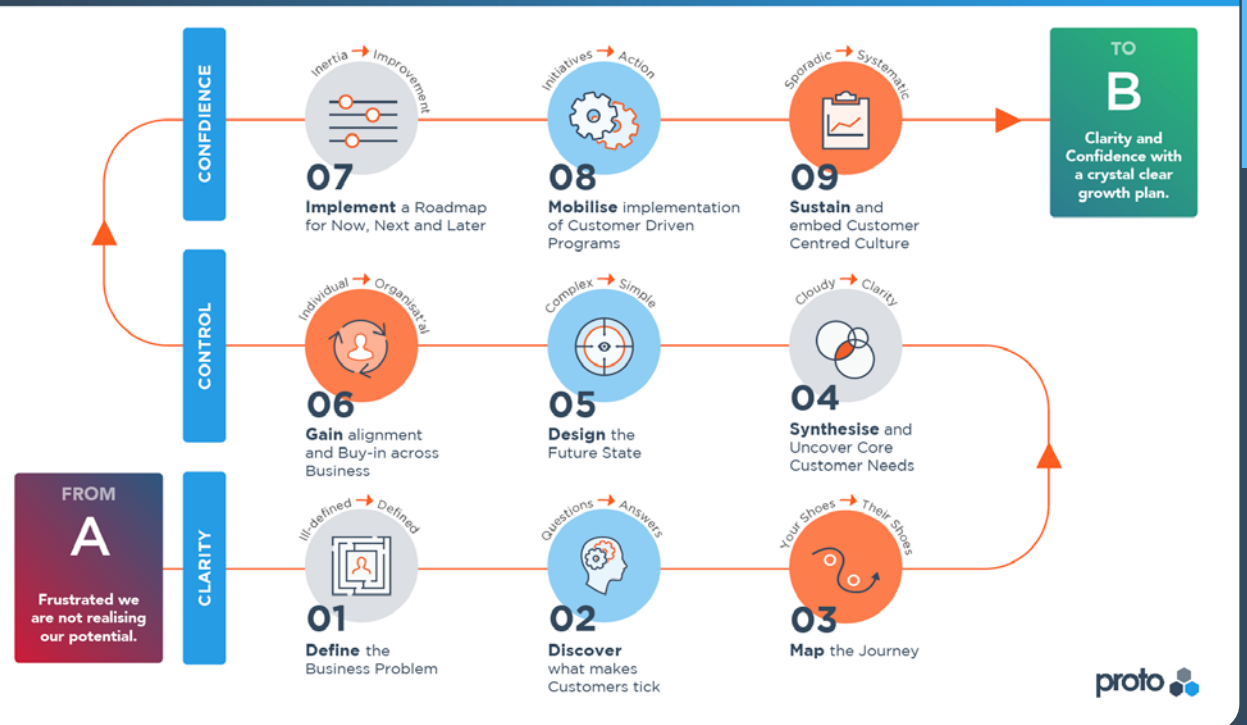 CONFDIENCE
Inertia → Improvement
07
Implement a Roadmap
for Now, Next and Later
Initiatives → Action
08
Mobilise implementation
of Customer Driven
Programs
Sporadic → Systematic
09
Sustain and
embed Customer
Centred Culture
TO
B
Clarity and
Confidence with
a crystal clear
growth plan.
CONTROL
Individual → Organisat'al
06
Gain alignment
and Buy-in across
Business
Complex → Simple
05
Design the
Future State
Cloudy → Clarity
04
Synthesise and
Uncover Core
Customer Needs
FROM
A
Frustrated we
are not realising
our potential.
CLARITY
Ill-defined → Defined
01
Define the
Business Problem
Questions → Answers
02
Discover
what makes
Customers tick
Your Shoes → Their Shoes
03
Map the Journey
proto